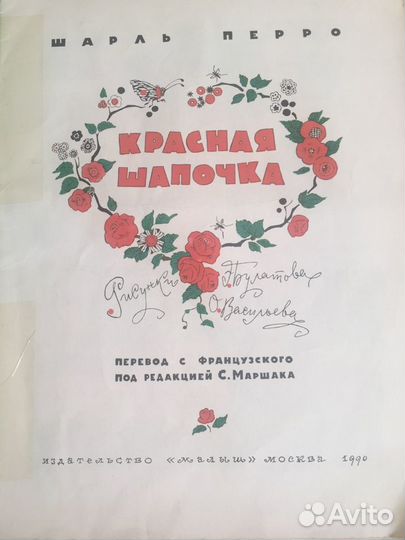 ШАРЛЬ ПЕРРО
КРАСНАЯ
ШАПОЧКА
Рисунки Э.Булатова
О.Васильева
ПЕРЕВОД С ФРАНЦУЗСКОГО
ПОД РЕДАКЦИЕЙ С.МАРШАКА
ИЗДАТЕЛЬСТВО «МАЛЫШ» МОСКВА 1990
Avito